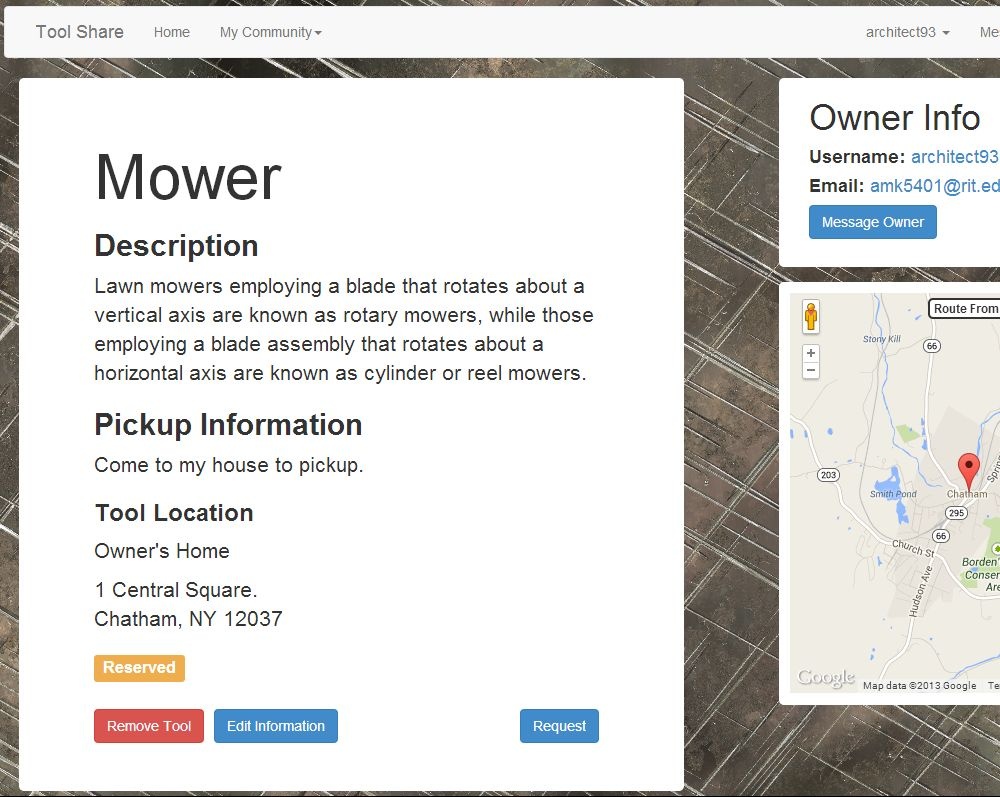 Tool Share Home My Community architect93
Mower
Description
Lawn mowers employing a blade that rotates about a
vertical axis are known as rotary mowers, while those
employing a blade assembly that rotates about a
horizontal axis are known as cylinder or reel mowers.
Pickup Information
Come to my house to pickup.
Tool Location
Owner's Home
1 Central Square.
Chatham, NY 12037
Reserved
Remove Tool Edit Information Request
Owner Info
Username: architect93
Email: amk5401@rit.ed
Message Owner
Route From
Stony Kill
66
+
−
203
Smith Pond
Chatham
295
66
Church St
Hudson Ave
Borden'
Conser
Are
Google
Map data ©2013 Google